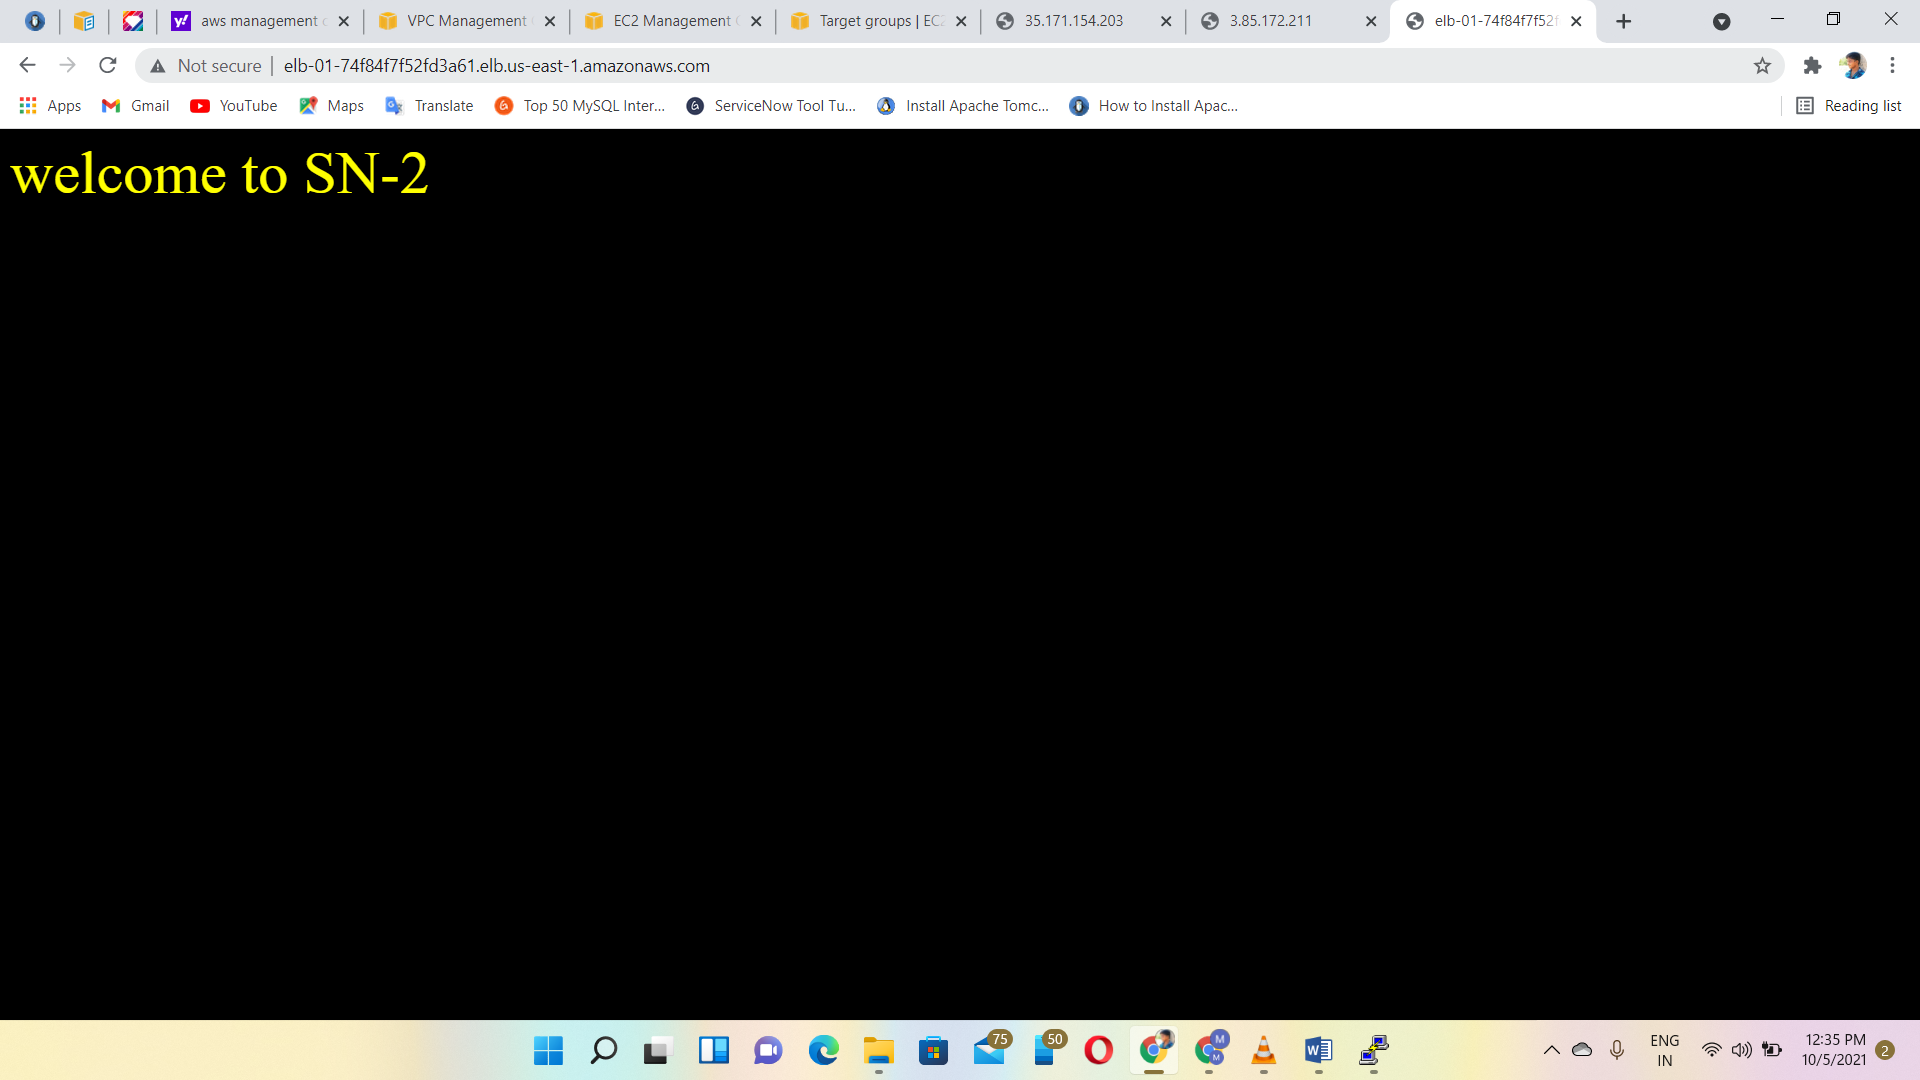 aws management c
VPC Management
EC2 Management
Target groups | EC2
35.171.154.203
3.85.172.211
elb-01-74f84f7f52f
Not secure
elb-01-74f84f7f52fd3a61.elb.us-east-1.amazonaws.com
Apps
Gmail
YouTube
Maps
Translate
Top 50 MySQL Inter...
ServiceNow Tool Tu...
Install Apache Tomc...
How to Install Apac...
Reading list
welcome to SN-2
75
50
M
M
ENG
IN
12:35 PM
10/5/2021
2